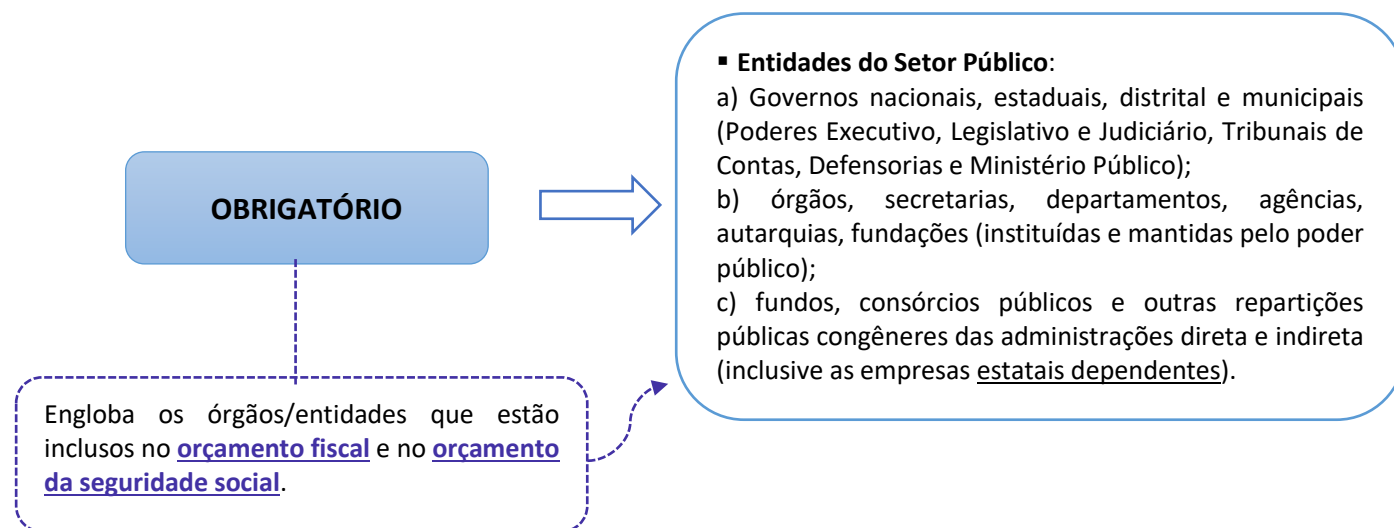 OBRIGATÓRIO
▪ Entidades do Setor Público:
a) Governos nacionais, estaduais, distrital e municipais
(Poderes Executivo, Legislativo e Judiciário, Tribunais de
Contas, Defensorias e Ministério Público);
b) órgãos, secretarias, departamentos, agências,
autarquias, fundações (instituídas e mantidas pelo poder
público);
c) fundos, consórcios públicos e outras repartições
públicas congêneres das administrações direta e indireta
(inclusive as empresas estatais dependentes).
Engloba os órgãos/entidades que estão
inclusos no orçamento fiscal e no orçamento
da seguridade social.